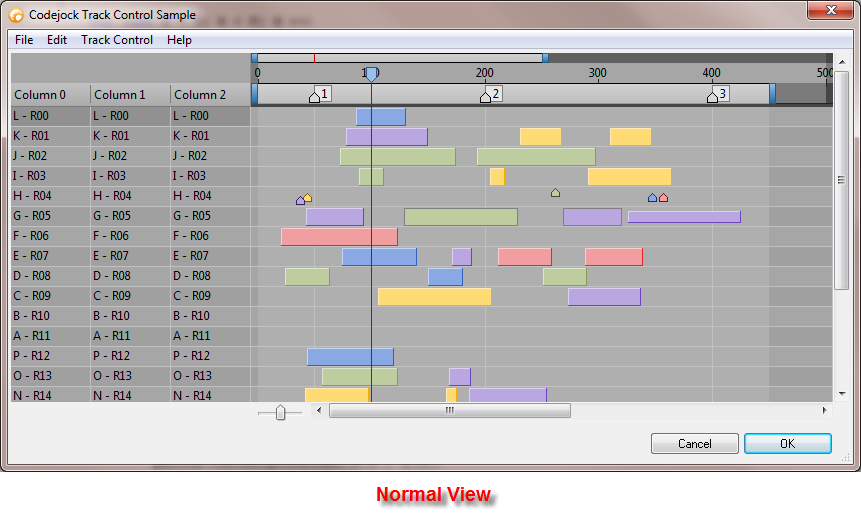 Codejock Track Control Sample
File Edit Track Control Help
0 100 200 300 400 500
Column 0 Column 1 Column 2 1 2 3
L - R00 L - R00 L - R00
K - R01 K - R01 K - R01
J - R02 J - R02 J - R02
I - R03 I - R03 I - R03
H - R04 H - R04 H - R04
G - R05 G - R05 G - R05
F - R06 F - R06 F - R06
E - R07 E - R07 E - R07
D - R08 D - R08 D - R08
C - R09 C - R09 C - R09
B - R10 B - R10 B - R10
A - R11 A - R11 A - R11
P - R12 P - R12 P - R12
O - R13 O - R13 O - R13
N - R14 N - R14 N - R14
Cancel OK
Normal View